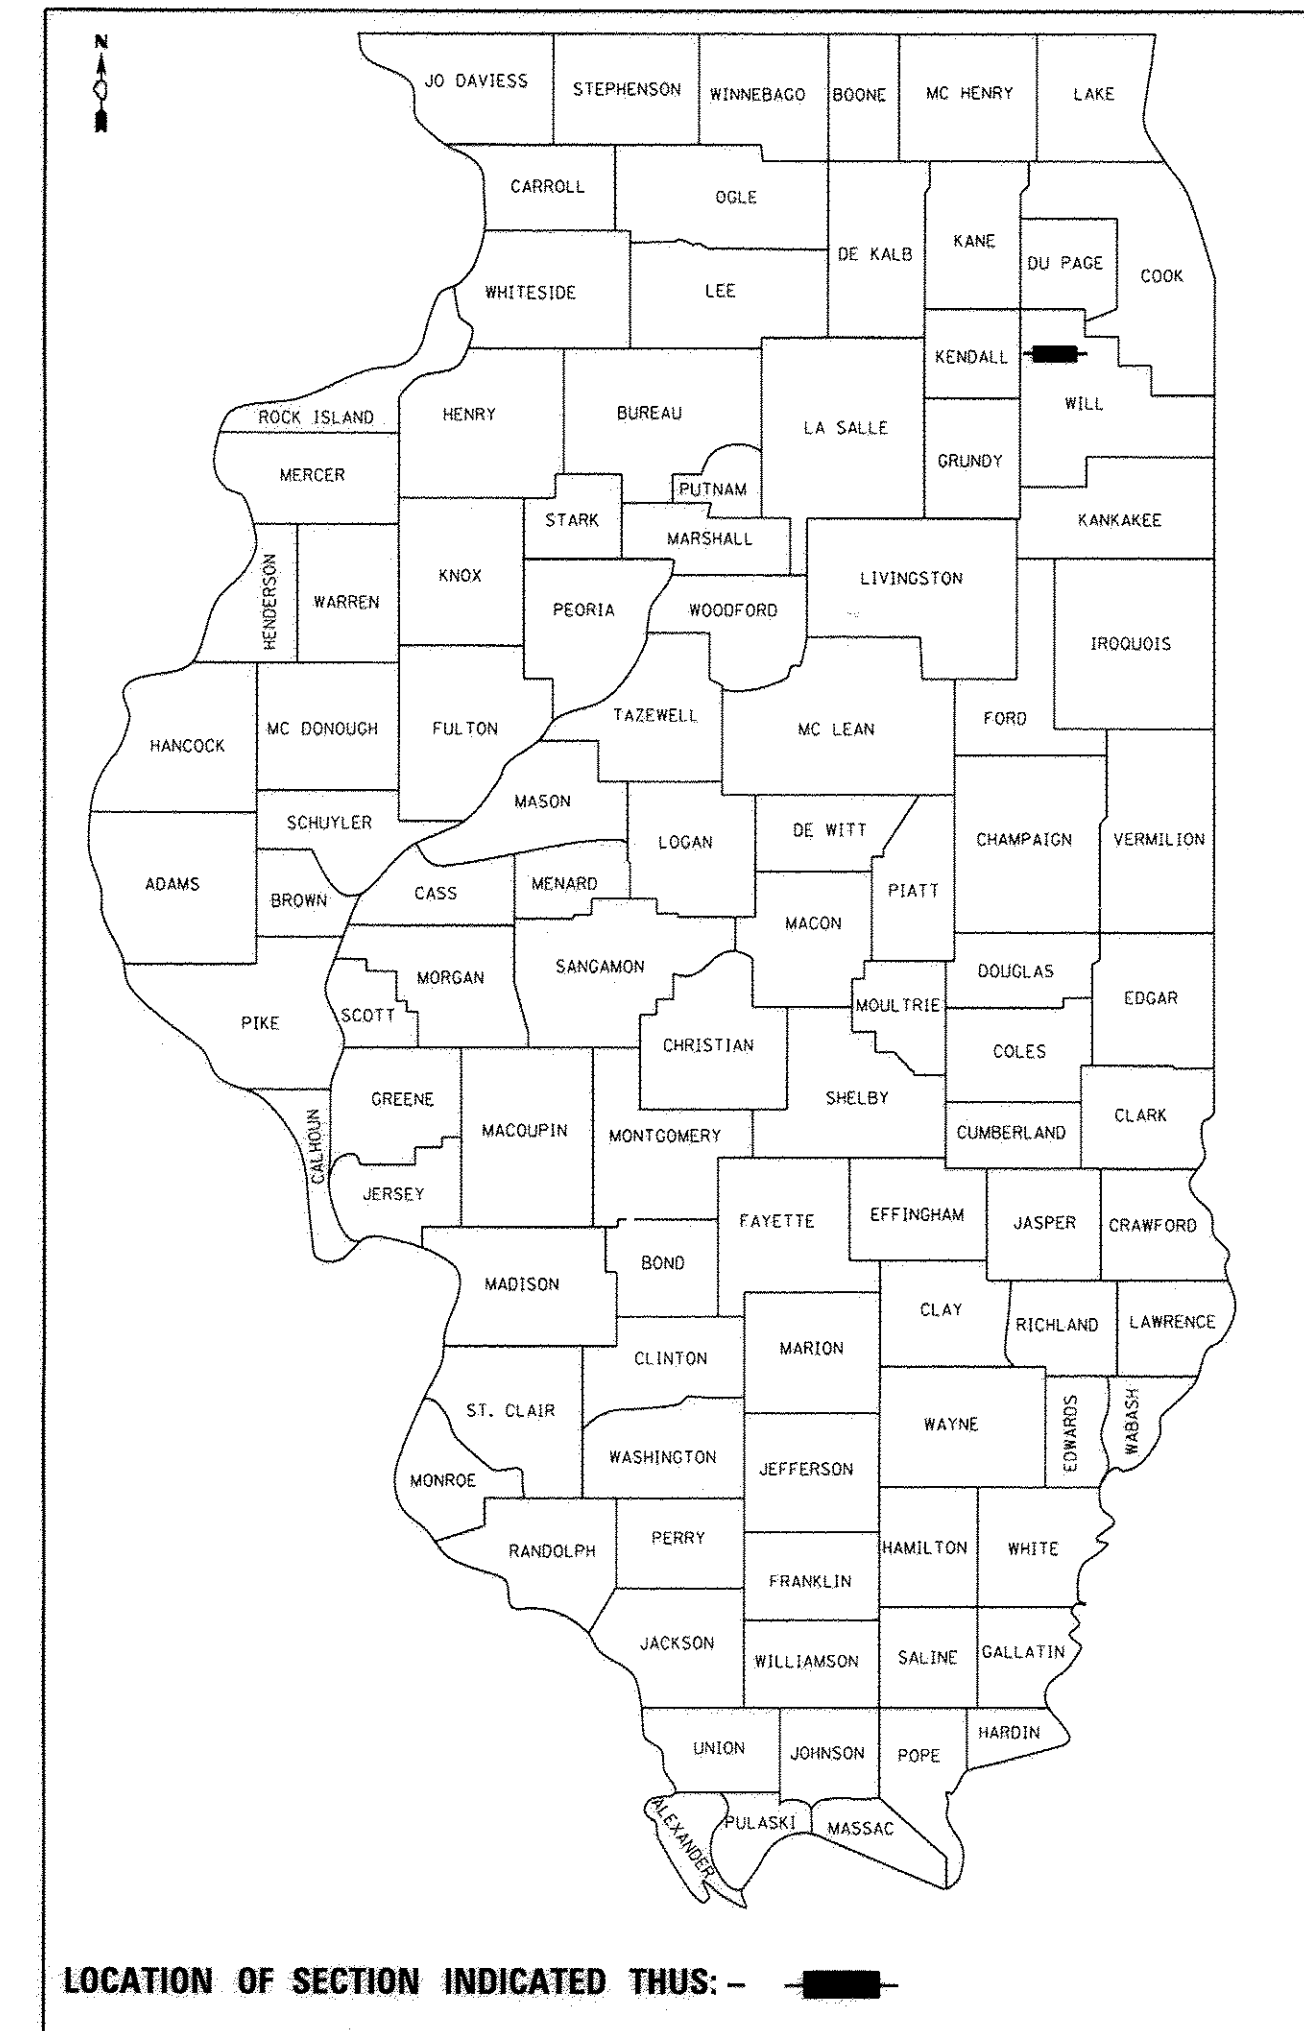 N
JO DAVIESS
STEPHENSON
WINNEBAGO
BOONE
MC HENRY
LAKE
CARROLL
OGLE
DE KALB
KANE
DU PAGE
COOK
WHITESIDE
LEE
KENDALL
WILL
ROCK ISLAND
HENRY
BUREAU
LA SALLE
GRUNDY
MERCER
PUTNAM
STARK
MARSHALL
KANKAKEE
HENDERSON
WARREN
KNOX
PEORIA
WOODFORD
LIVINGSTON
IROQUOIS
HANCOCK
MC DONOUGH
FULTON
TAZEWELL
MC LEAN
FORD
SCHUYLER
MASON
LOGAN
DE WITT
CHAMPAIGN
VERMILION
ADAMS
BROWN
CASS
MENARD
PIATT
MACON
MORGAN
SANGAMON
DOUGLAS
EDGAR
PIKE
SCOTT
CHRISTIAN
MOULTRIE
COLES
GREENE
MACOUPIN
MONTGOMERY
SHELBY
CUMBERLAND
CLARK
CALHOUN
JERSEY
FAYETTE
EFFINGHAM
JASPER
CRAWFORD
MADISON
BOND
CLAY
RICHLAND
LAWRENCE
CLINTON
MARION
ST. CLAIR
WASHINGTON
JEFFERSON
WAYNE
EDWARDS
WABASH
MONROE
RANDOLPH
PERRY
FRANKLIN
HAMILTON
WHITE
JACKSON
WILLIAMSON
SALINE
GALLATIN
UNION
JOHNSON
POPE
HARDIN
ALEXANDER
PULASKI
MASSAC
LOCATION OF SECTION INDICATED THUS: –